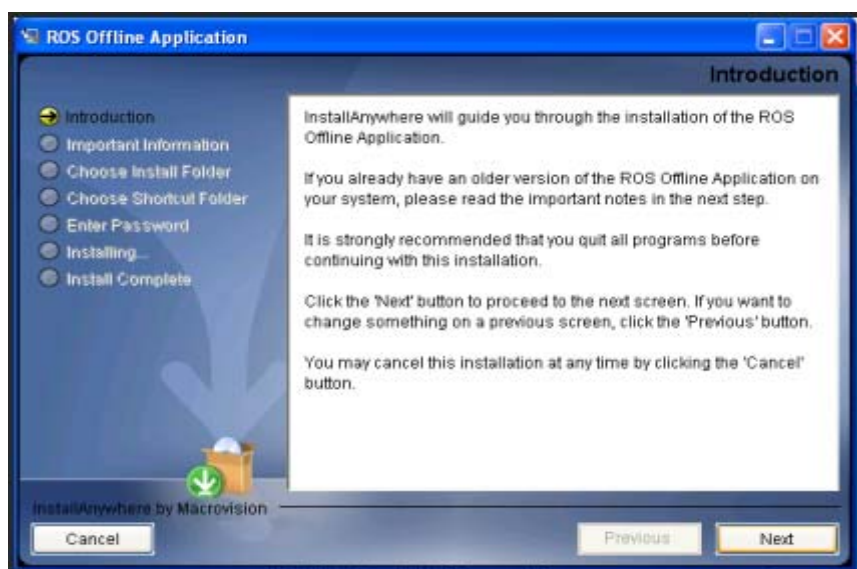 ROS Offline Application
Introduction
Introduction
Important Information
Choose Install Folder
Choose Shortcut Folder
Enter Password
Installing...
Install Complete
InstallAnywhere will guide you through the installation of the ROS
Offline Application.
If you already have an older version of the ROS Offline Application on
your system, please read the important notes in the next step.
It is strongly recommended that you quit all programs before
continuing with this installation.
Click the 'Next' button to proceed to the next screen. If you want to
change something on a previous screen, click the 'Previous' button.
You may cancel this installation at any time by clicking the 'Cancel'
button.
InstallAnywhere by Macrovision
Cancel
Previous
Next